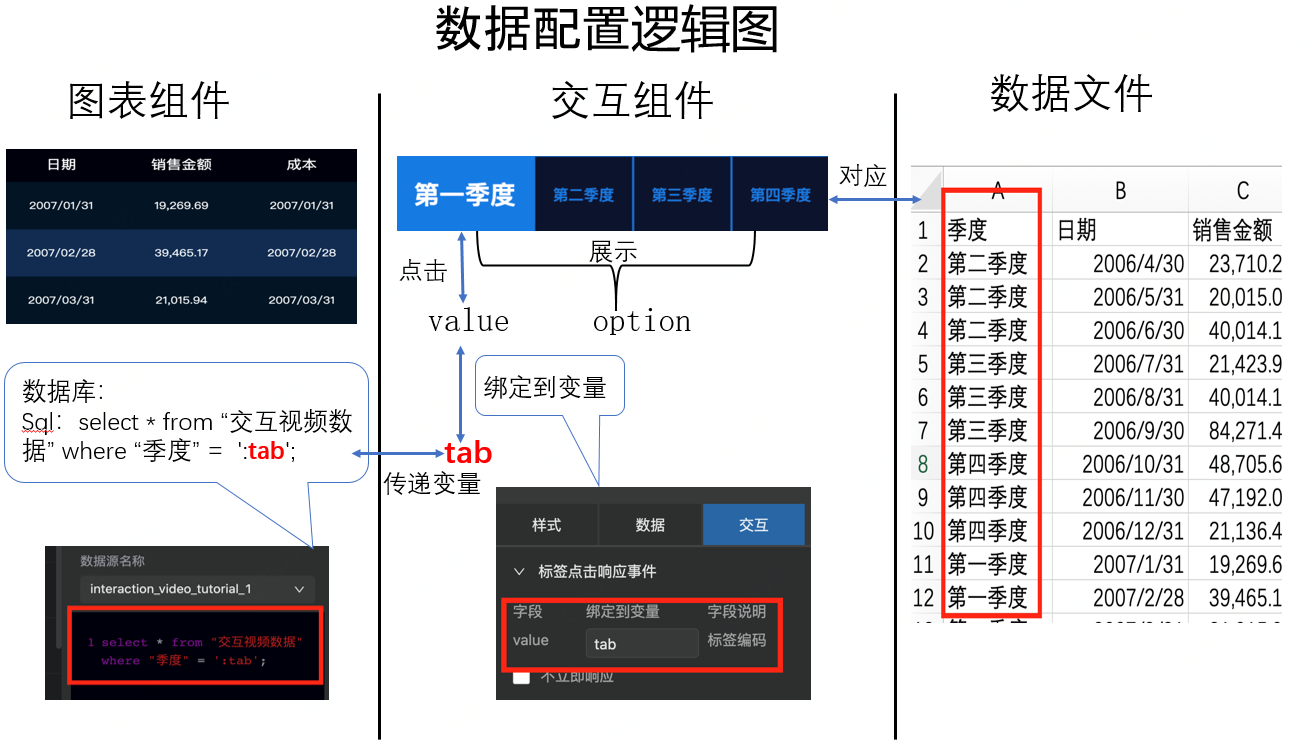 数据配置逻辑图
图表组件
日期 销售金额 成本
2007/01/31 19,269.69 2007/01/31
2007/02/28 39,465.17 2007/02/28
2007/03/31 21,015.94 2007/03/31
数据库：
Sql：select * from “交互视频数
据” where “季度” = ':tab';
数据源名称
interaction_video_tutorial_1
1 select * from "交互视频数据"
where "季度" = ':tab';
交互组件
第一季度 第二季度 第三季度 第四季度
对应
点击
展示
value
option
绑定到变量
tab
传递变量
样式 数据 交互
标签点击响应事件
字段 绑定到变量 字段说明
value tab 标签编码
不立即响应
数据文件
A B C
1 季度 日期 销售金额
2 第二季度 2006/4/30 23,710.2
3 第二季度 2006/5/31 20,015.0
4 第二季度 2006/6/30 40,014.1
5 第三季度 2006/7/31 21,423.9
6 第三季度 2006/8/31 40,014.1
7 第三季度 2006/9/30 84,271.4
8 第四季度 2006/10/31 48,705.6
9 第四季度 2006/11/30 47,192.0
10 第四季度 2006/12/31 21,136.4
11 第一季度 2007/1/31 19,269.6
12 第一季度 2007/2/28 39,465.1